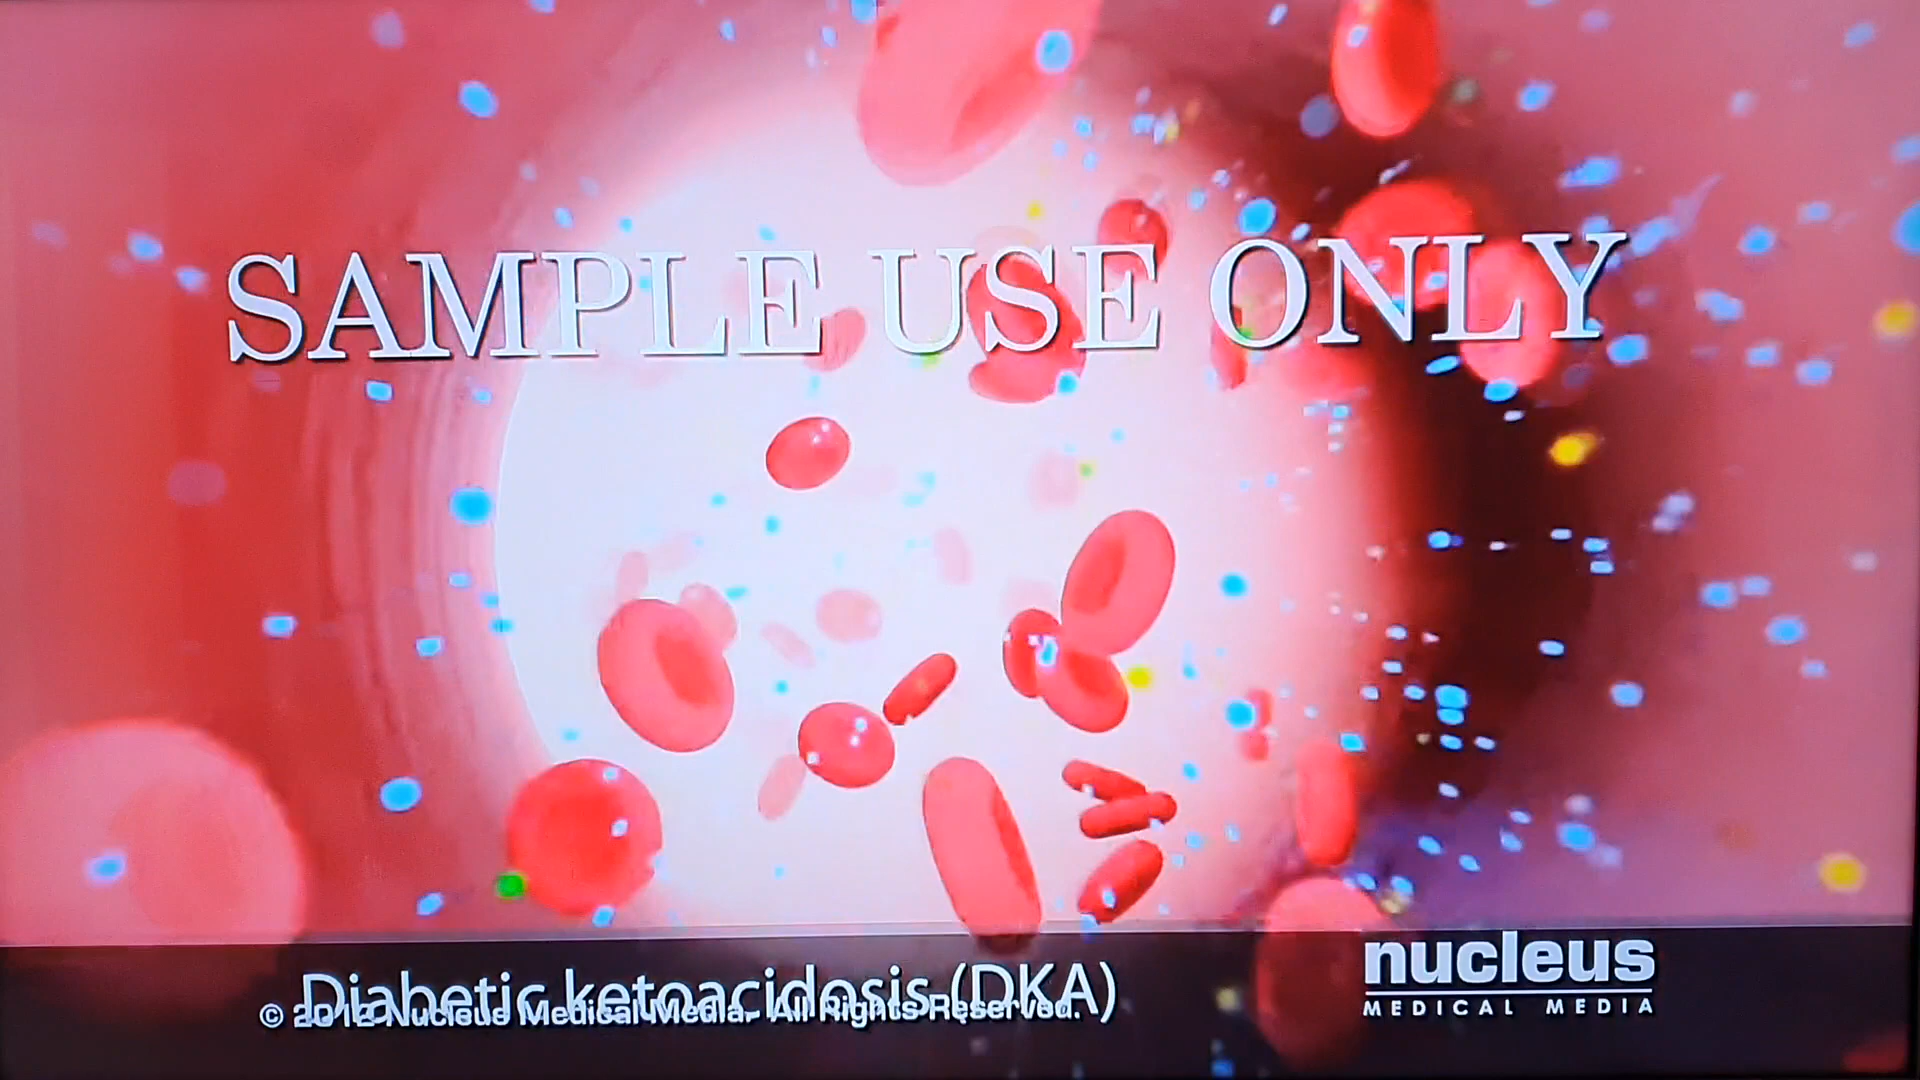 SAMPLE USE ONLY
nucleus
MEDICAL MEDIA
Diabetic ketoacidosis (DKA)
© 2012 Nucleus Medical Media. All Rights Reserved.